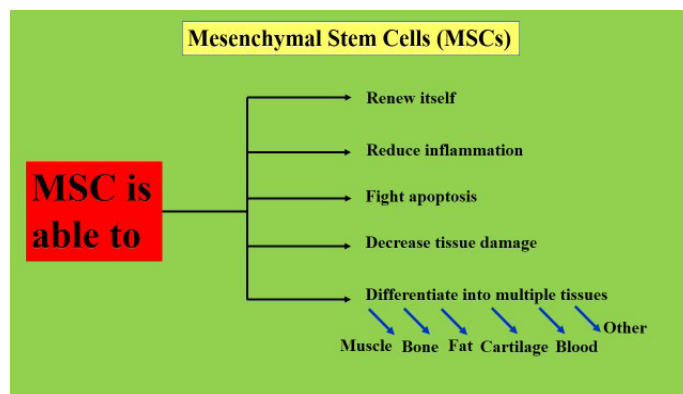 Mesenchymal Stem Cells (MSCs)
MSC is
able to
Renew itself
Reduce inflammation
Fight apoptosis
Decrease tissue damage
Differentiate into multiple tissues
Muscle Bone Fat Cartilage Blood Other